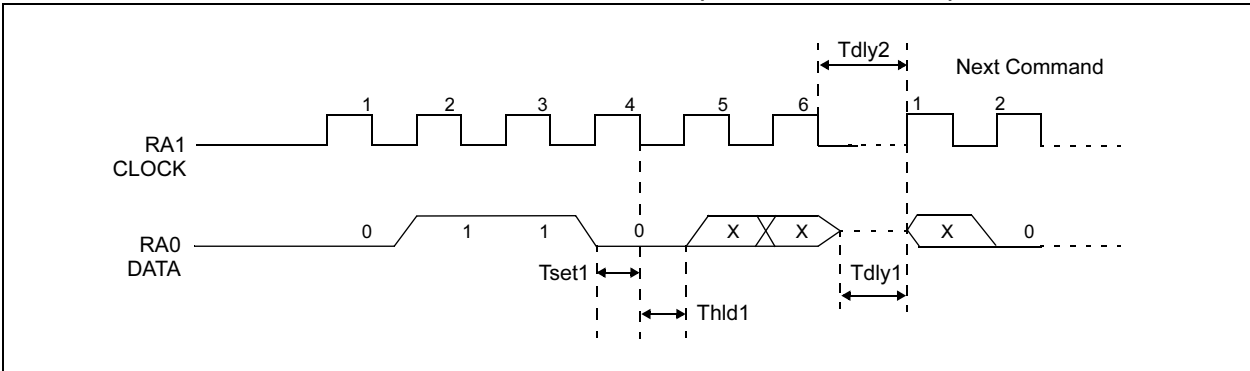 Tdly2
Next Command
1 2 3 4 5 6 1 2
RA1
CLOCK
0 1 1 0 X X X 0
RA0
DATA
Tset1
Tdly1
Thld1